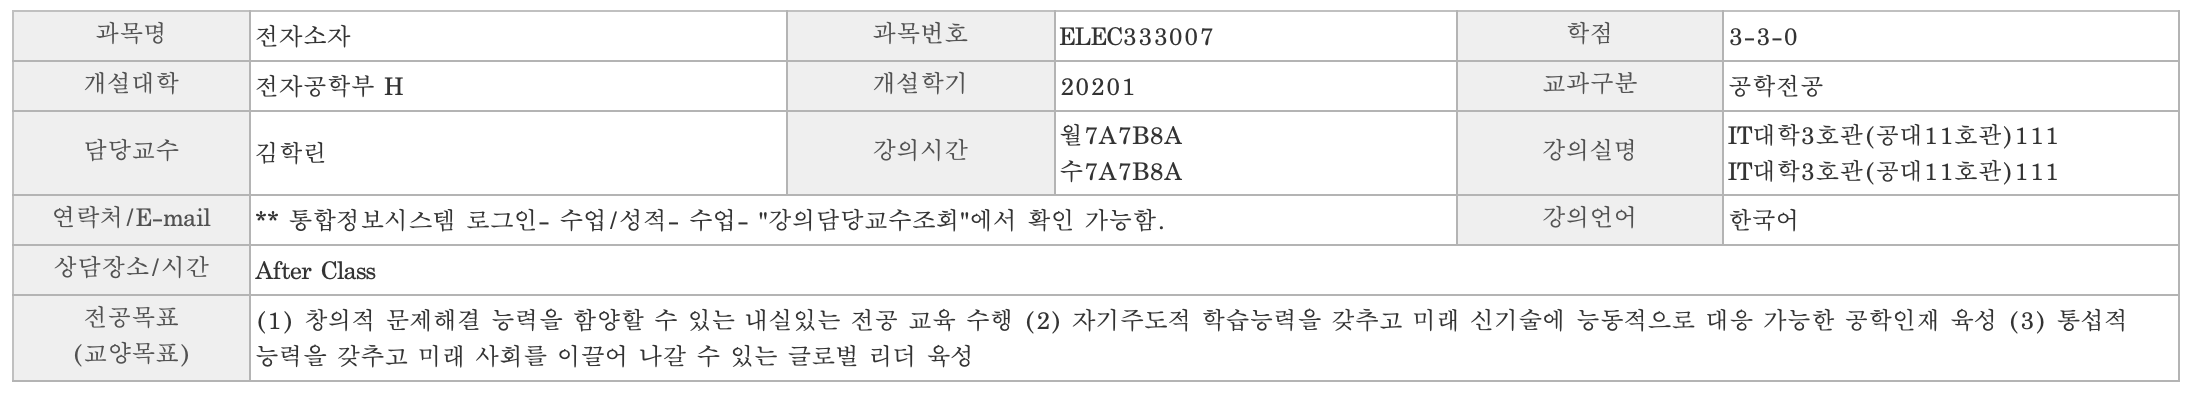 과목명 전자소자 과목번호 ELEC333007 학점 3-3-0
개설대학 전자공학부 H 개설학기 20201 교과구분 공학전공
담당교수 김학린 강의시간 월7A7B8A 강의실명 IT대학3호관(공대11호관)111
수7A7B8A IT대학3호관(공대11호관)111
연락처/E-mail ** 통합정보시스템 로그인- 수업/성적- 수업- "강의담당교수조회"에서 확인 가능함. 강의언어 한국어
상담장소/시간 After Class
전공목표 (1) 창의적 문제해결 능력을 함양할 수 있는 내실있는 전공 교육 수행 (2) 자기주도적 학습능력을 갖추고 미래 신기술에 능동적으로 대응 가능한 공학인재 육성 (3) 통섭적
(교양목표) 능력을 갖추고 미래 사회를 이끌어 나갈 수 있는 글로벌 리더 육성